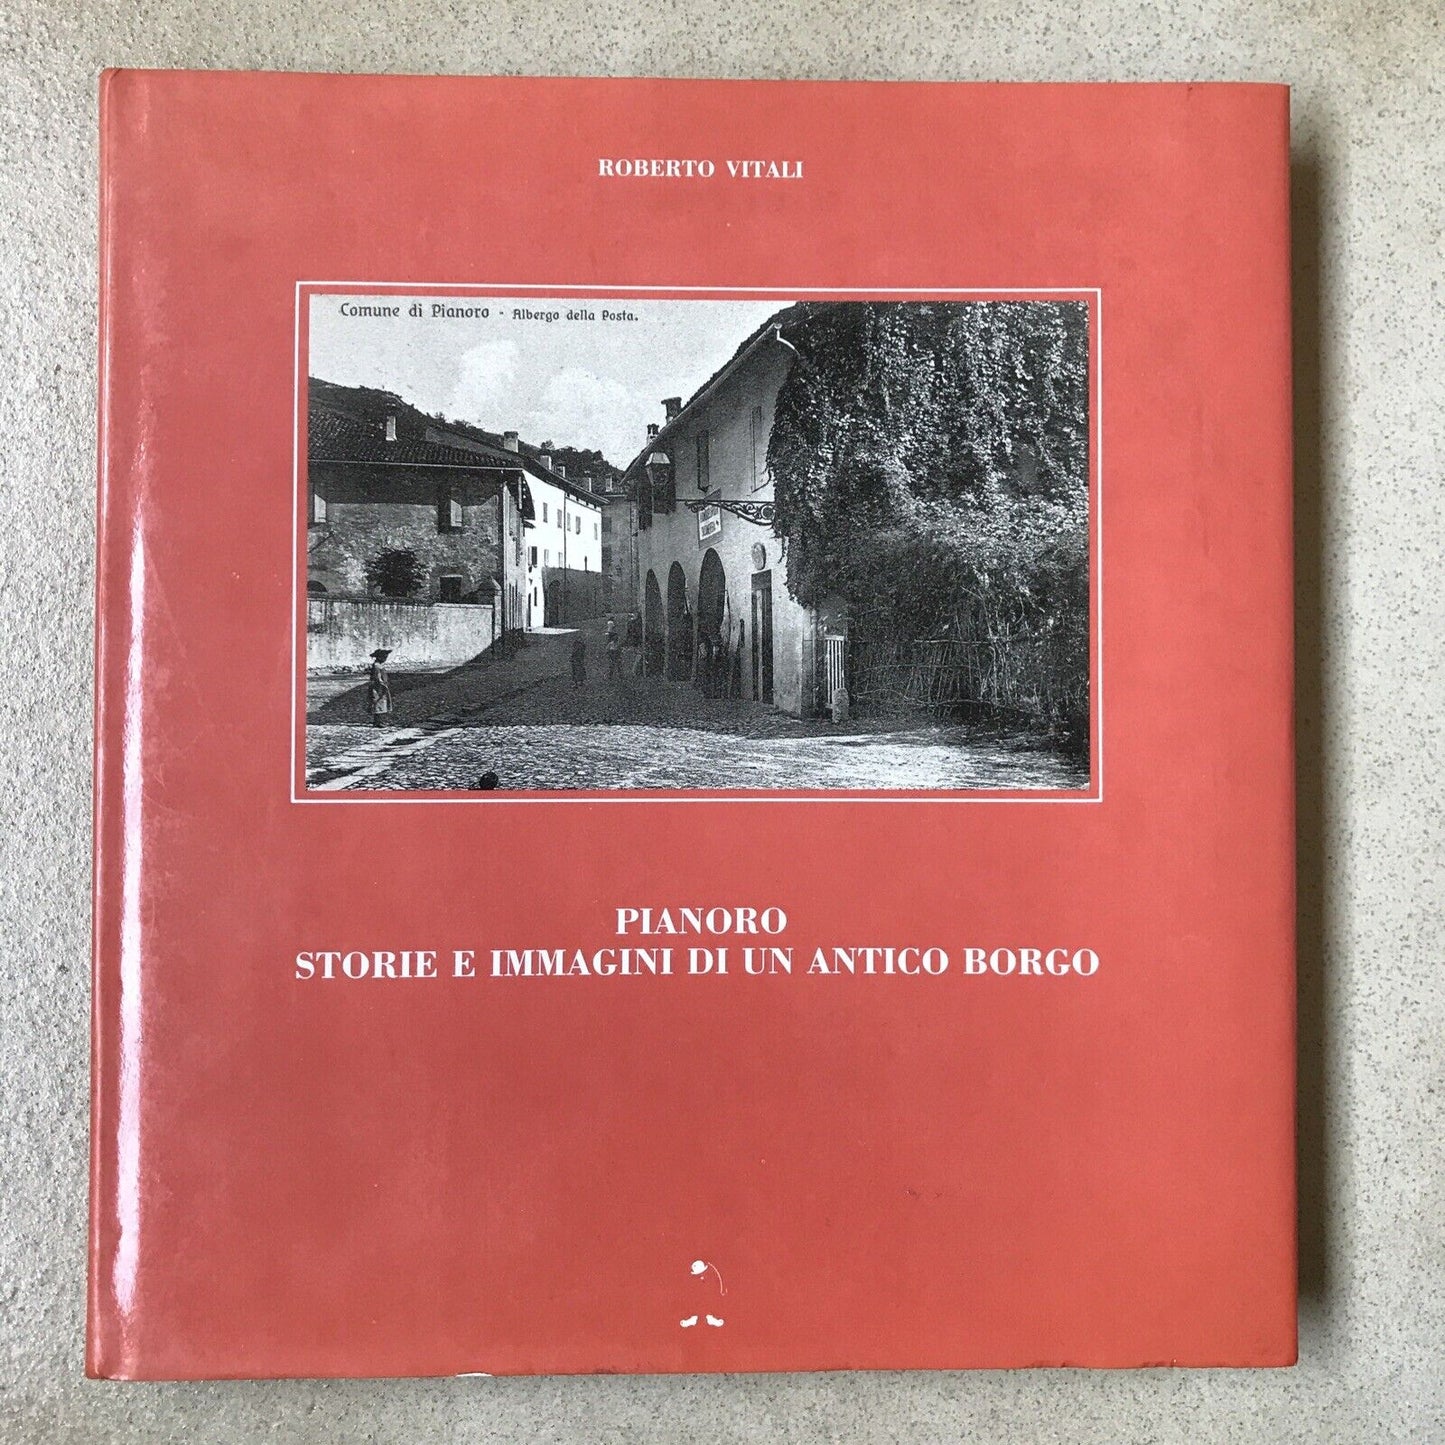 ROBERTO VITALI
Comune di Pianoro - Albergo della Posta.
PIANORO
STORIE E IMMAGINI DI UN ANTICO BORGO